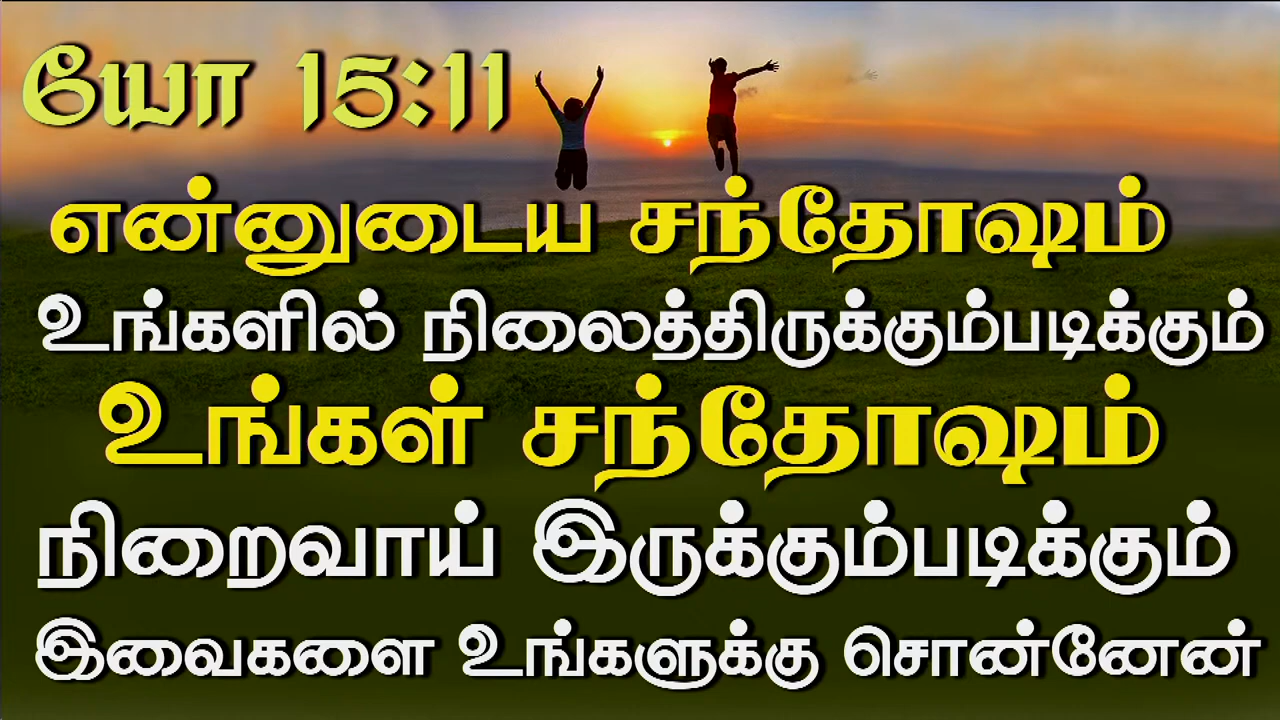 யோ 15:11
என்னுடைய சந்தோஷம்
உங்களில் நிலைத்திருக்கும்படிக்கும்
உங்கள் சந்தோஷம்
நிறைவாய் இருக்கும்படிக்கும்
இவைகளை உங்களுக்கு சொன்னேன்